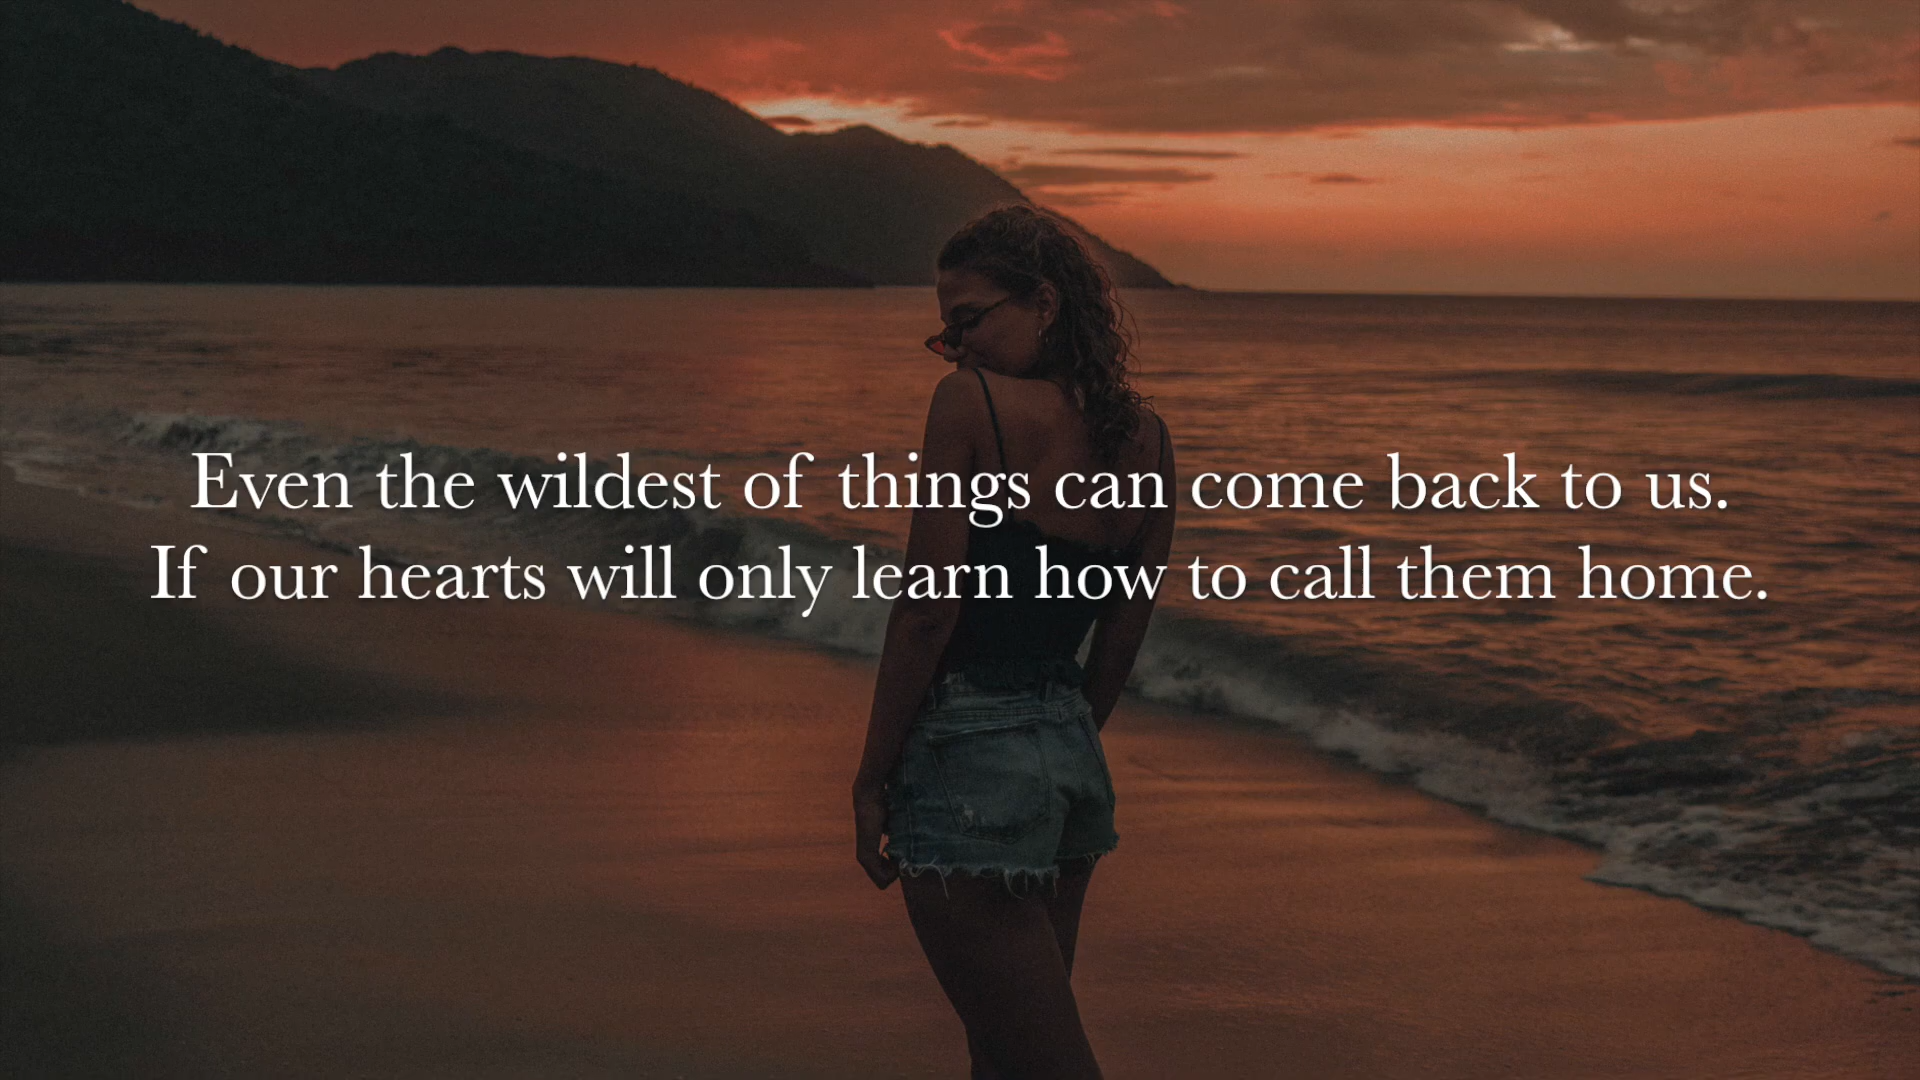 Even the wildest of things can come back to us.
If our hearts will only learn how to call them home.